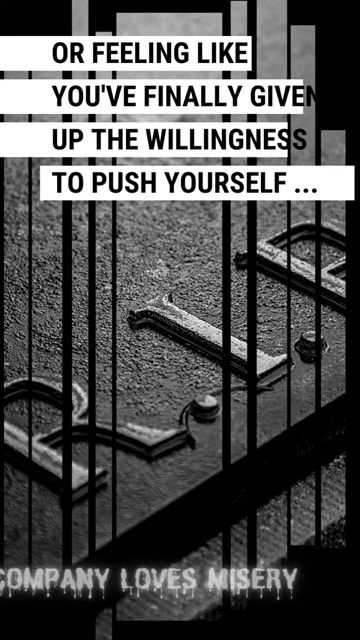 OR FEELING LIKE
YOU'VE FINALLY GIVEN
UP THE WILLINGNESS
TO PUSH YOURSELF ...
R.I.P
COMPANY LOVES MISERY